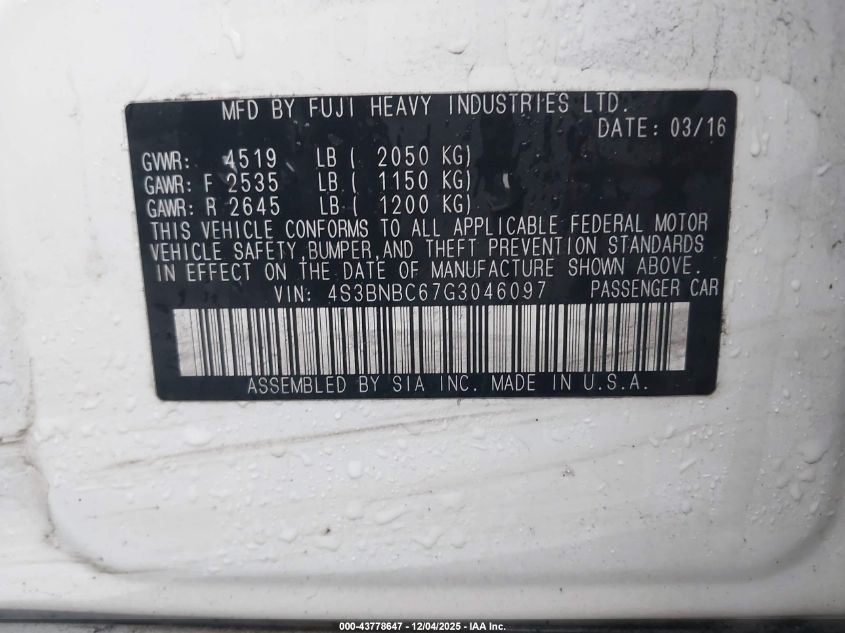 MFD BY FUJI HEAVY INDUSTRIES LTD.
DATE: 03/16
GVWR: 4519 LB ( 2050 KG)
GAWR: F 2535 LB ( 1150 KG)
GAWR: R 2645 LB ( 1200 KG)
THIS VEHICLE CONFORMS TO ALL APPLICABLE FEDERAL MOTOR
VEHICLE SAFETY,BUMPER,AND THEFT PREVENTION STANDARDS
IN EFFECT ON THE DATE OF MANUFACTURE SHOWN ABOVE.
VIN: 4S3BNBC67G3046097 PASSENGER CAR
ASSEMBLED BY SIA INC. MADE IN U.S.A.
000-43778647 - 12/04/2025 - IAA Inc.